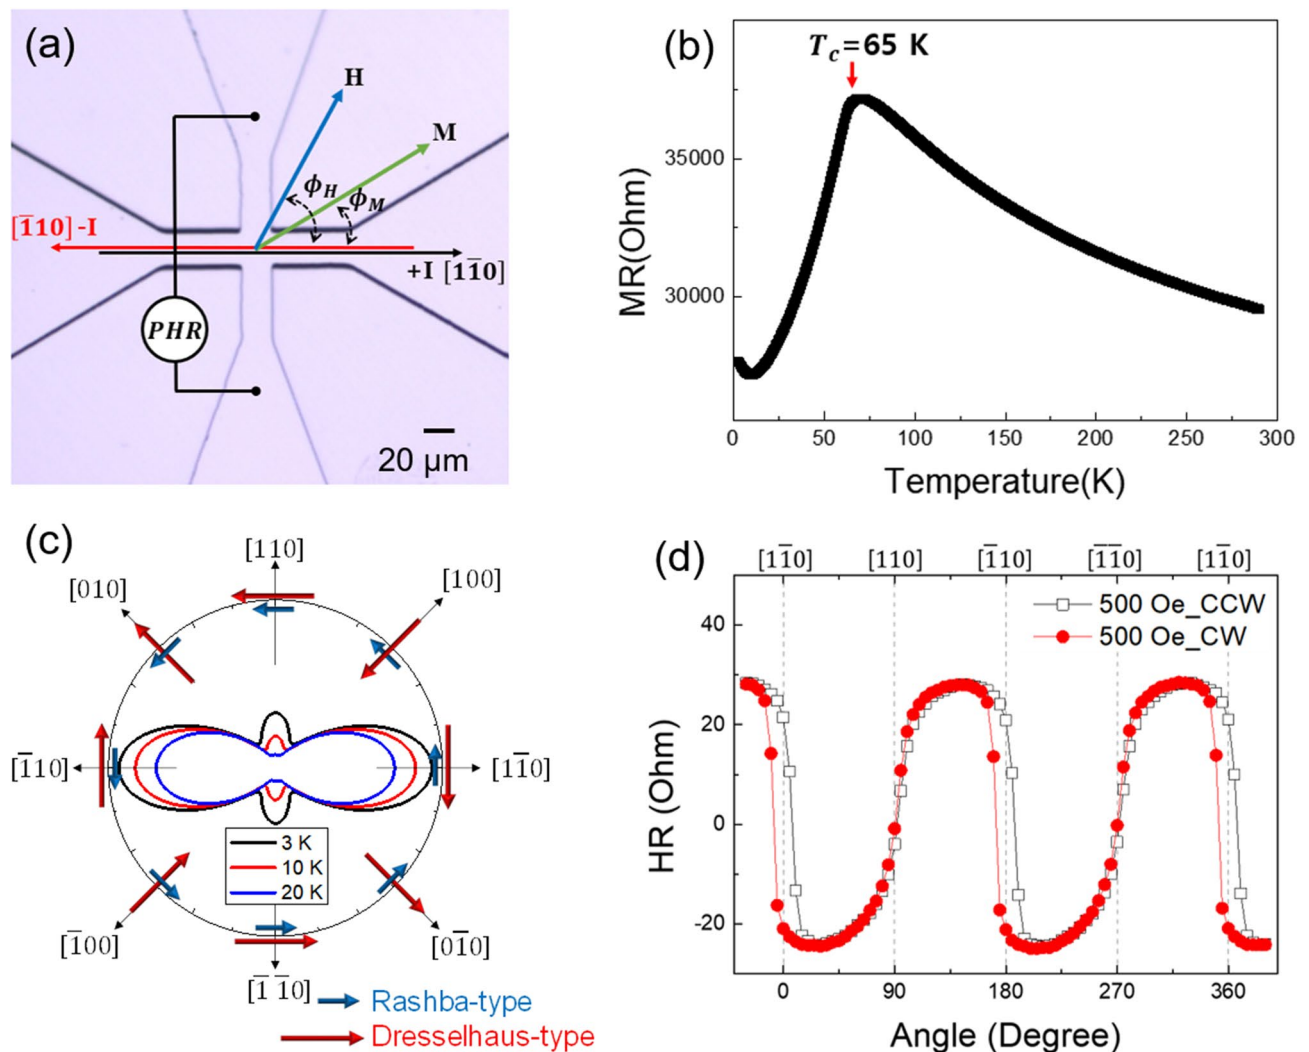 (a)
H
M
ϕ_H
ϕ_M
[1̄10] -I
+I [11̄0]
PHR
20 µm
(b)
T_c=65 K
MR(Ohm)
35000
30000
0 50 100 150 200 250 300
Temperature(K)
(c)
[110]
[010]
[100]
[1̄10]
[11̄0]
3 K
10 K
20 K
[1̄00]
[01̄0]
[1̄ 1̄0]
Rashba-type
Dresselhaus-type
(d)
[11̄0] [110] [1̄10] [1̄1̄0] [11̄0]
500 Oe_CCW
500 Oe_CW
HR (Ohm)
40
20
0
-20
0 90 180 270 360
Angle (Degree)